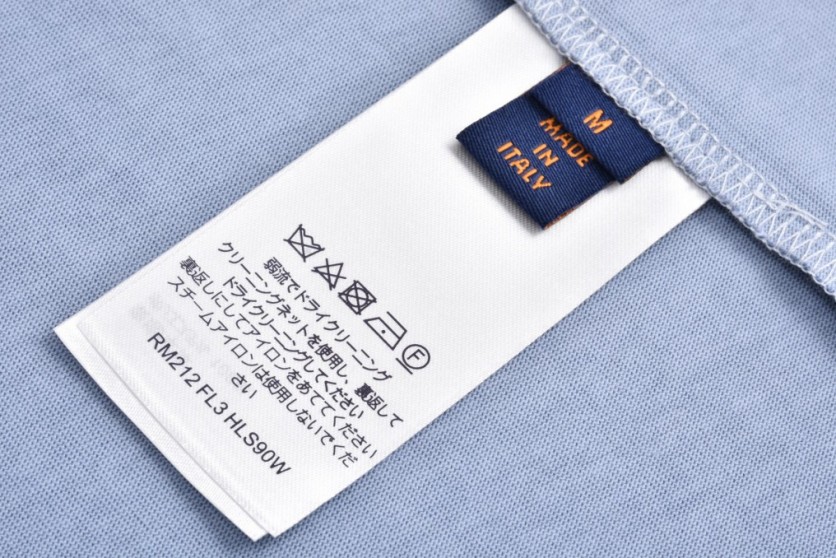 M
MADE
IN
ITALY
F
弱流でドライクリーニング
クリーニングネットを使用し、裏返して
ドライクリーニングしてください
裏返しにしてアイロンをあててください
スチームアイロンは使用しないでくだ
さい
RM212 FL3 HLS90W